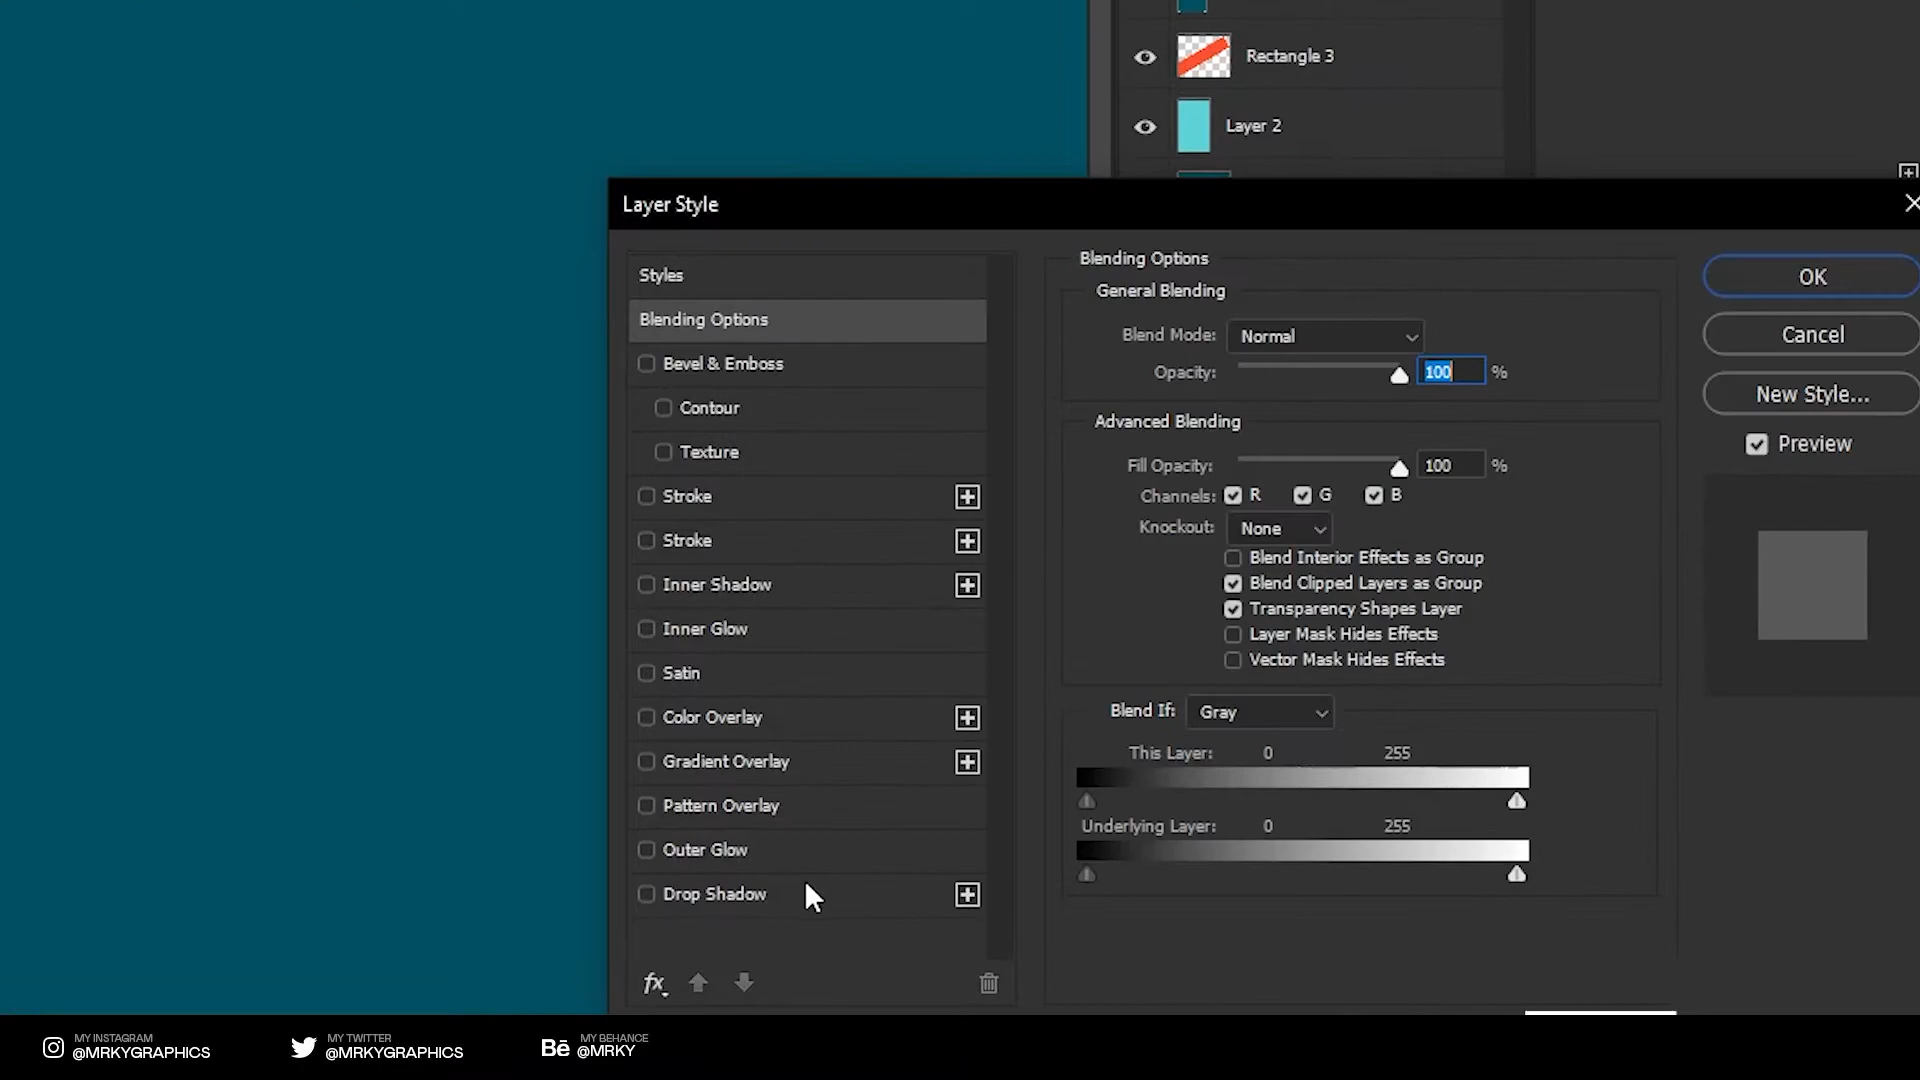 Rectangle 3
Layer 2
Layer Style
Styles
Blending Options
Bevel & Emboss
Contour
Texture
Stroke
Stroke
Inner Shadow
Inner Glow
Satin
Color Overlay
Gradient Overlay
Pattern Overlay
Outer Glow
Drop Shadow
fx
Blending Options
General Blending
Blend Mode: Normal
Opacity: 100 %
Advanced Blending
Fill Opacity: 100 %
Channels: R G B
Knockout: None
Blend Interior Effects as Group
Blend Clipped Layers as Group
Transparency Shapes Layer
Layer Mask Hides Effects
Vector Mask Hides Effects
Blend If: Gray
This Layer: 0 255
Underlying Layer: 0 255
OK
Cancel
New Style...
Preview
MY INSTAGRAM
@MRKYGRAPHICS
MY TWITTER
@MRKYGRAPHICS
Bē
MY BEHANCE
@MRKY